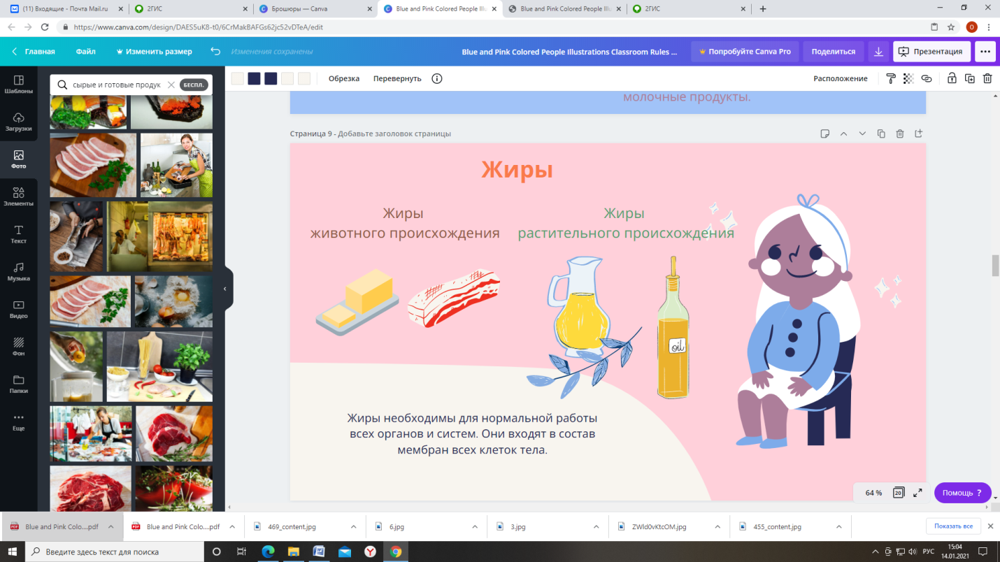 (11) Входящие - Почта Mail.ru
2ГИС
Брошюры — Canva
Blue and Pink Colored People Illu
Blue and Pink Colored People Illu
2ГИС
https://www.canva.com/design/DAES5uK8-t0/6CrMakBAFGs62jc52vDTeA/edit
О
Главная
Файл
Изменить размер
Изменения сохранены
Blue and Pink Colored People Illustrations Classroom Rules ...
Попробуйте Canva Pro
Поделиться
Презентация
Шаблоны
Загрузки
Фото
Элементы
Текст
Музыка
Видео
Фон
Папки
Еще
сырые и готовые продук
БЕСПЛ.
Обрезка
Перевернуть
Расположение
молочные продукты.
Страница 9 - Добавьте заголовок страницы
Жиры
Жиры
животного происхождения
Жиры
растительного происхождения
oil
Жиры необходимы для нормальной работы
всех органов и систем. Они входят в состав
мембран всех клеток тела.
64 %
20
Помощь ?
Blue and Pink Colo....pdf
Blue and Pink Colo....pdf
469_content.jpg
6.jpg
3.jpg
ZWld0vKtcOM.jpg
455_content.jpg
Показать все
Введите здесь текст для поиска
РУС
15:04
14.01.2021